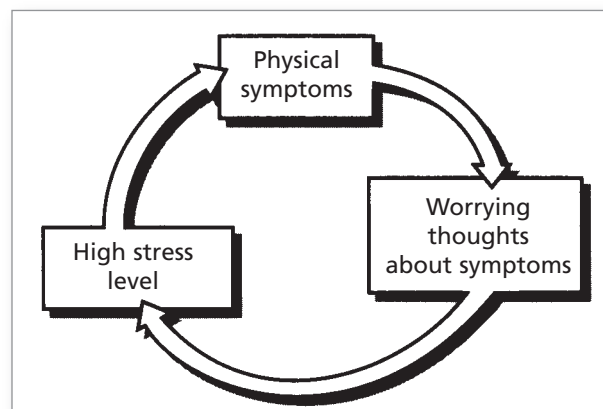 Physical
symptoms
Worrying
thoughts
about symptoms
High stress
level